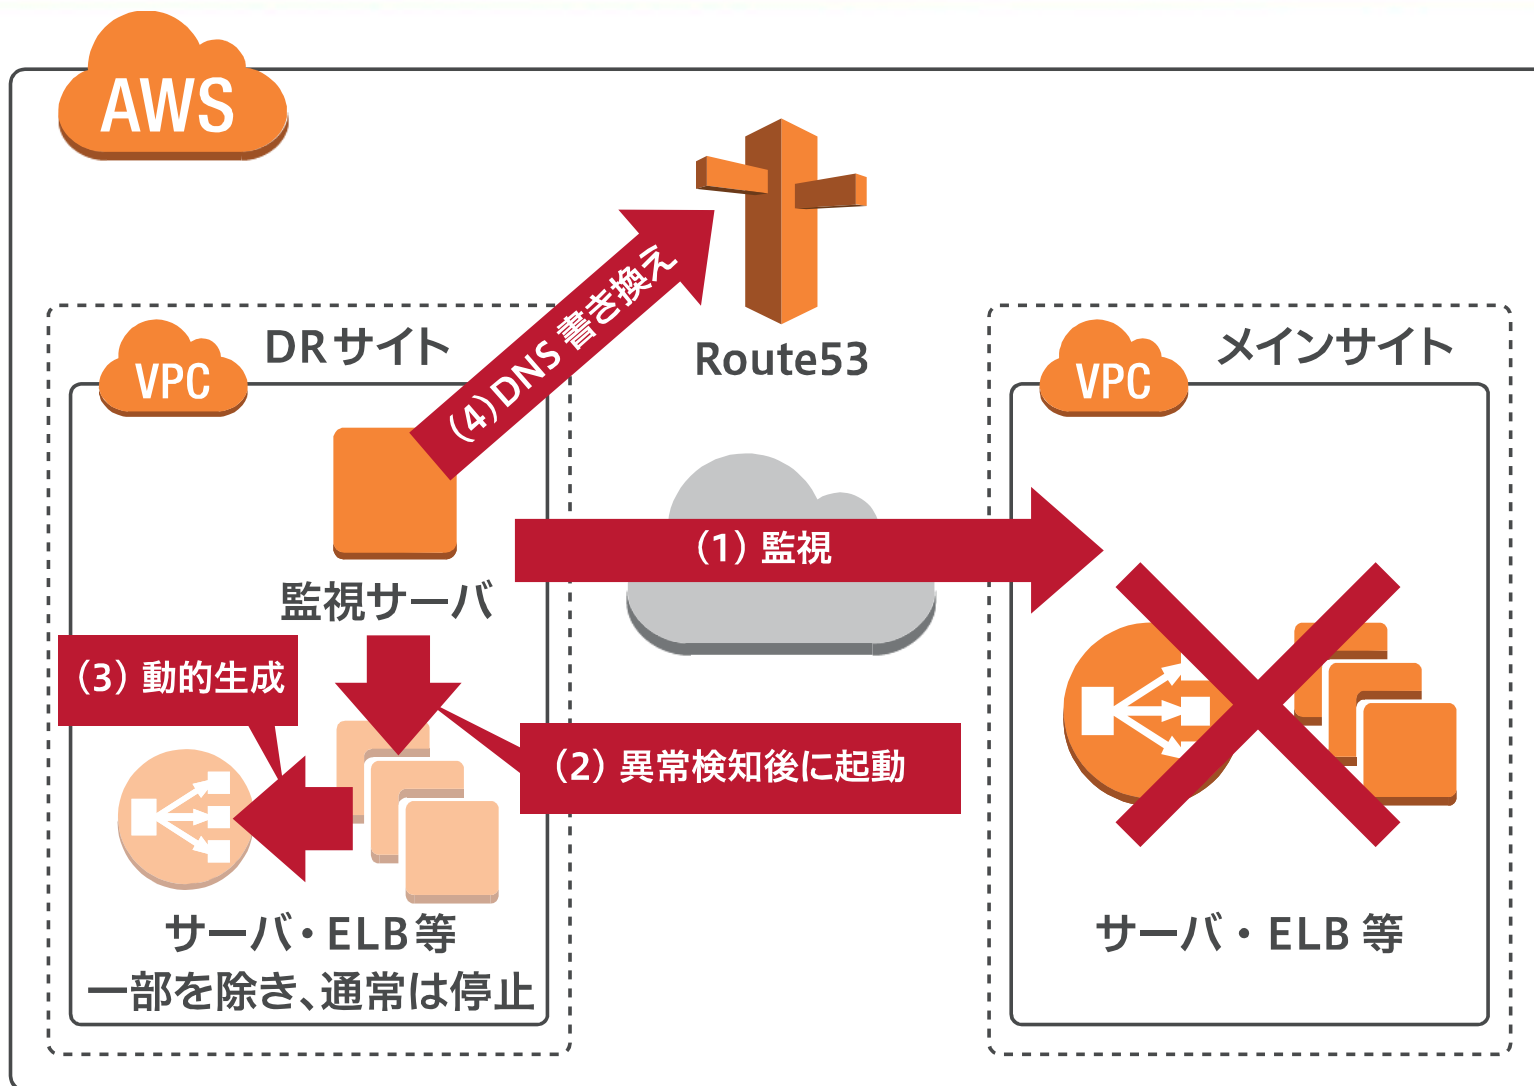 AWS
(4)DNS 書き換え
Route53
VPC
DRサイト
VPC
メインサイト
(1) 監視
監視サーバ
(3) 動的生成
(2) 異常検知後に起動
サーバ・ELB等
一部を除き、通常は停止
サーバ・ELB 等